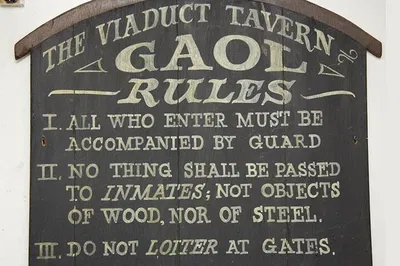 THE VIADUCT TAVERN
GAOL
RULES
I. ALL WHO ENTER MUST BE
ACCOMPANIED BY GUARD
II. NO THING SHALL BE PASSED
TO INMATES; NOT OBJECTS
OF WOOD, NOR OF STEEL.
III. DO NOT LOITER AT GATES.